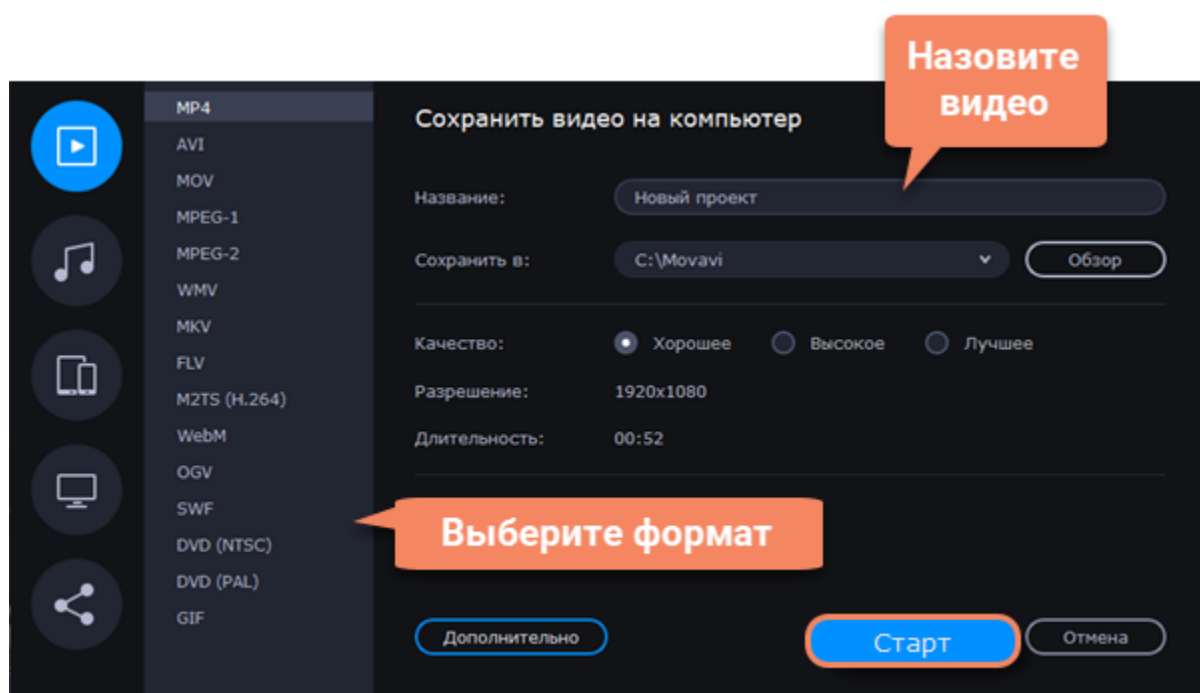 Назовите
видео
MP4
AVI
MOV
MPEG-1
MPEG-2
WMV
MKV
FLV
M2TS (H.264)
WebM
OGV
SWF
DVD (NTSC)
DVD (PAL)
GIF
Сохранить видео на компьютер
Название: Новый проект
Сохранить в: C:\Movavi Обзор
Качество: Хорошее Высокое Лучшее
Разрешение: 1920x1080
Длительность: 00:52
Выберите формат
Дополнительно Старт Отмена